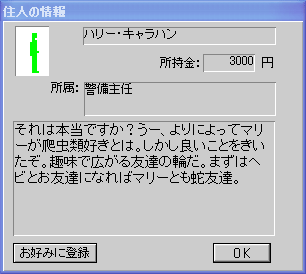 住人の情報
ハリー・キャラハン
所持金: 3000 円
所属: 警備主任
それは本当ですか？うー、よりによってマリ
ーが爬虫類好きとは。しかし良いことをきい
たぞ。趣味で広がる友達の輪だ。まずはヘ
ビとお友達になればマリーとも蛇友達。
お好みに登録
OK